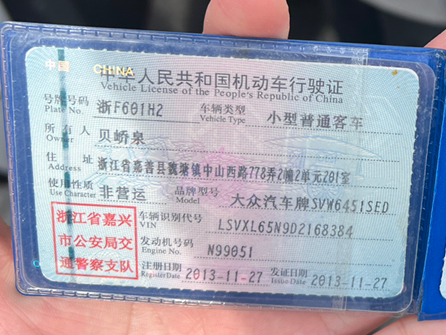 中国 CHINA
中华人民共和国机动车行驶证
Vehicle License of the People's Republic of China
号牌号码 浙F601H2 车辆类型 小型普通客车
Plate No. Vehicle Type
所有人 贝峤泉
Owner
住址 浙江省嘉善县魏塘镇中山西路778弄2幢2单元201室
Address
使用性质 非营运 品牌型号 大众汽车牌SVW6451SED
Use Character Model
浙江省嘉兴市公安局交通警察支队
车辆识别代号 LSVXL65N9D2168384
VIN
发动机号码 N99051
Engine No.
注册日期 2013-11-27 发证日期 2013-11-27
Register Date Issue Date